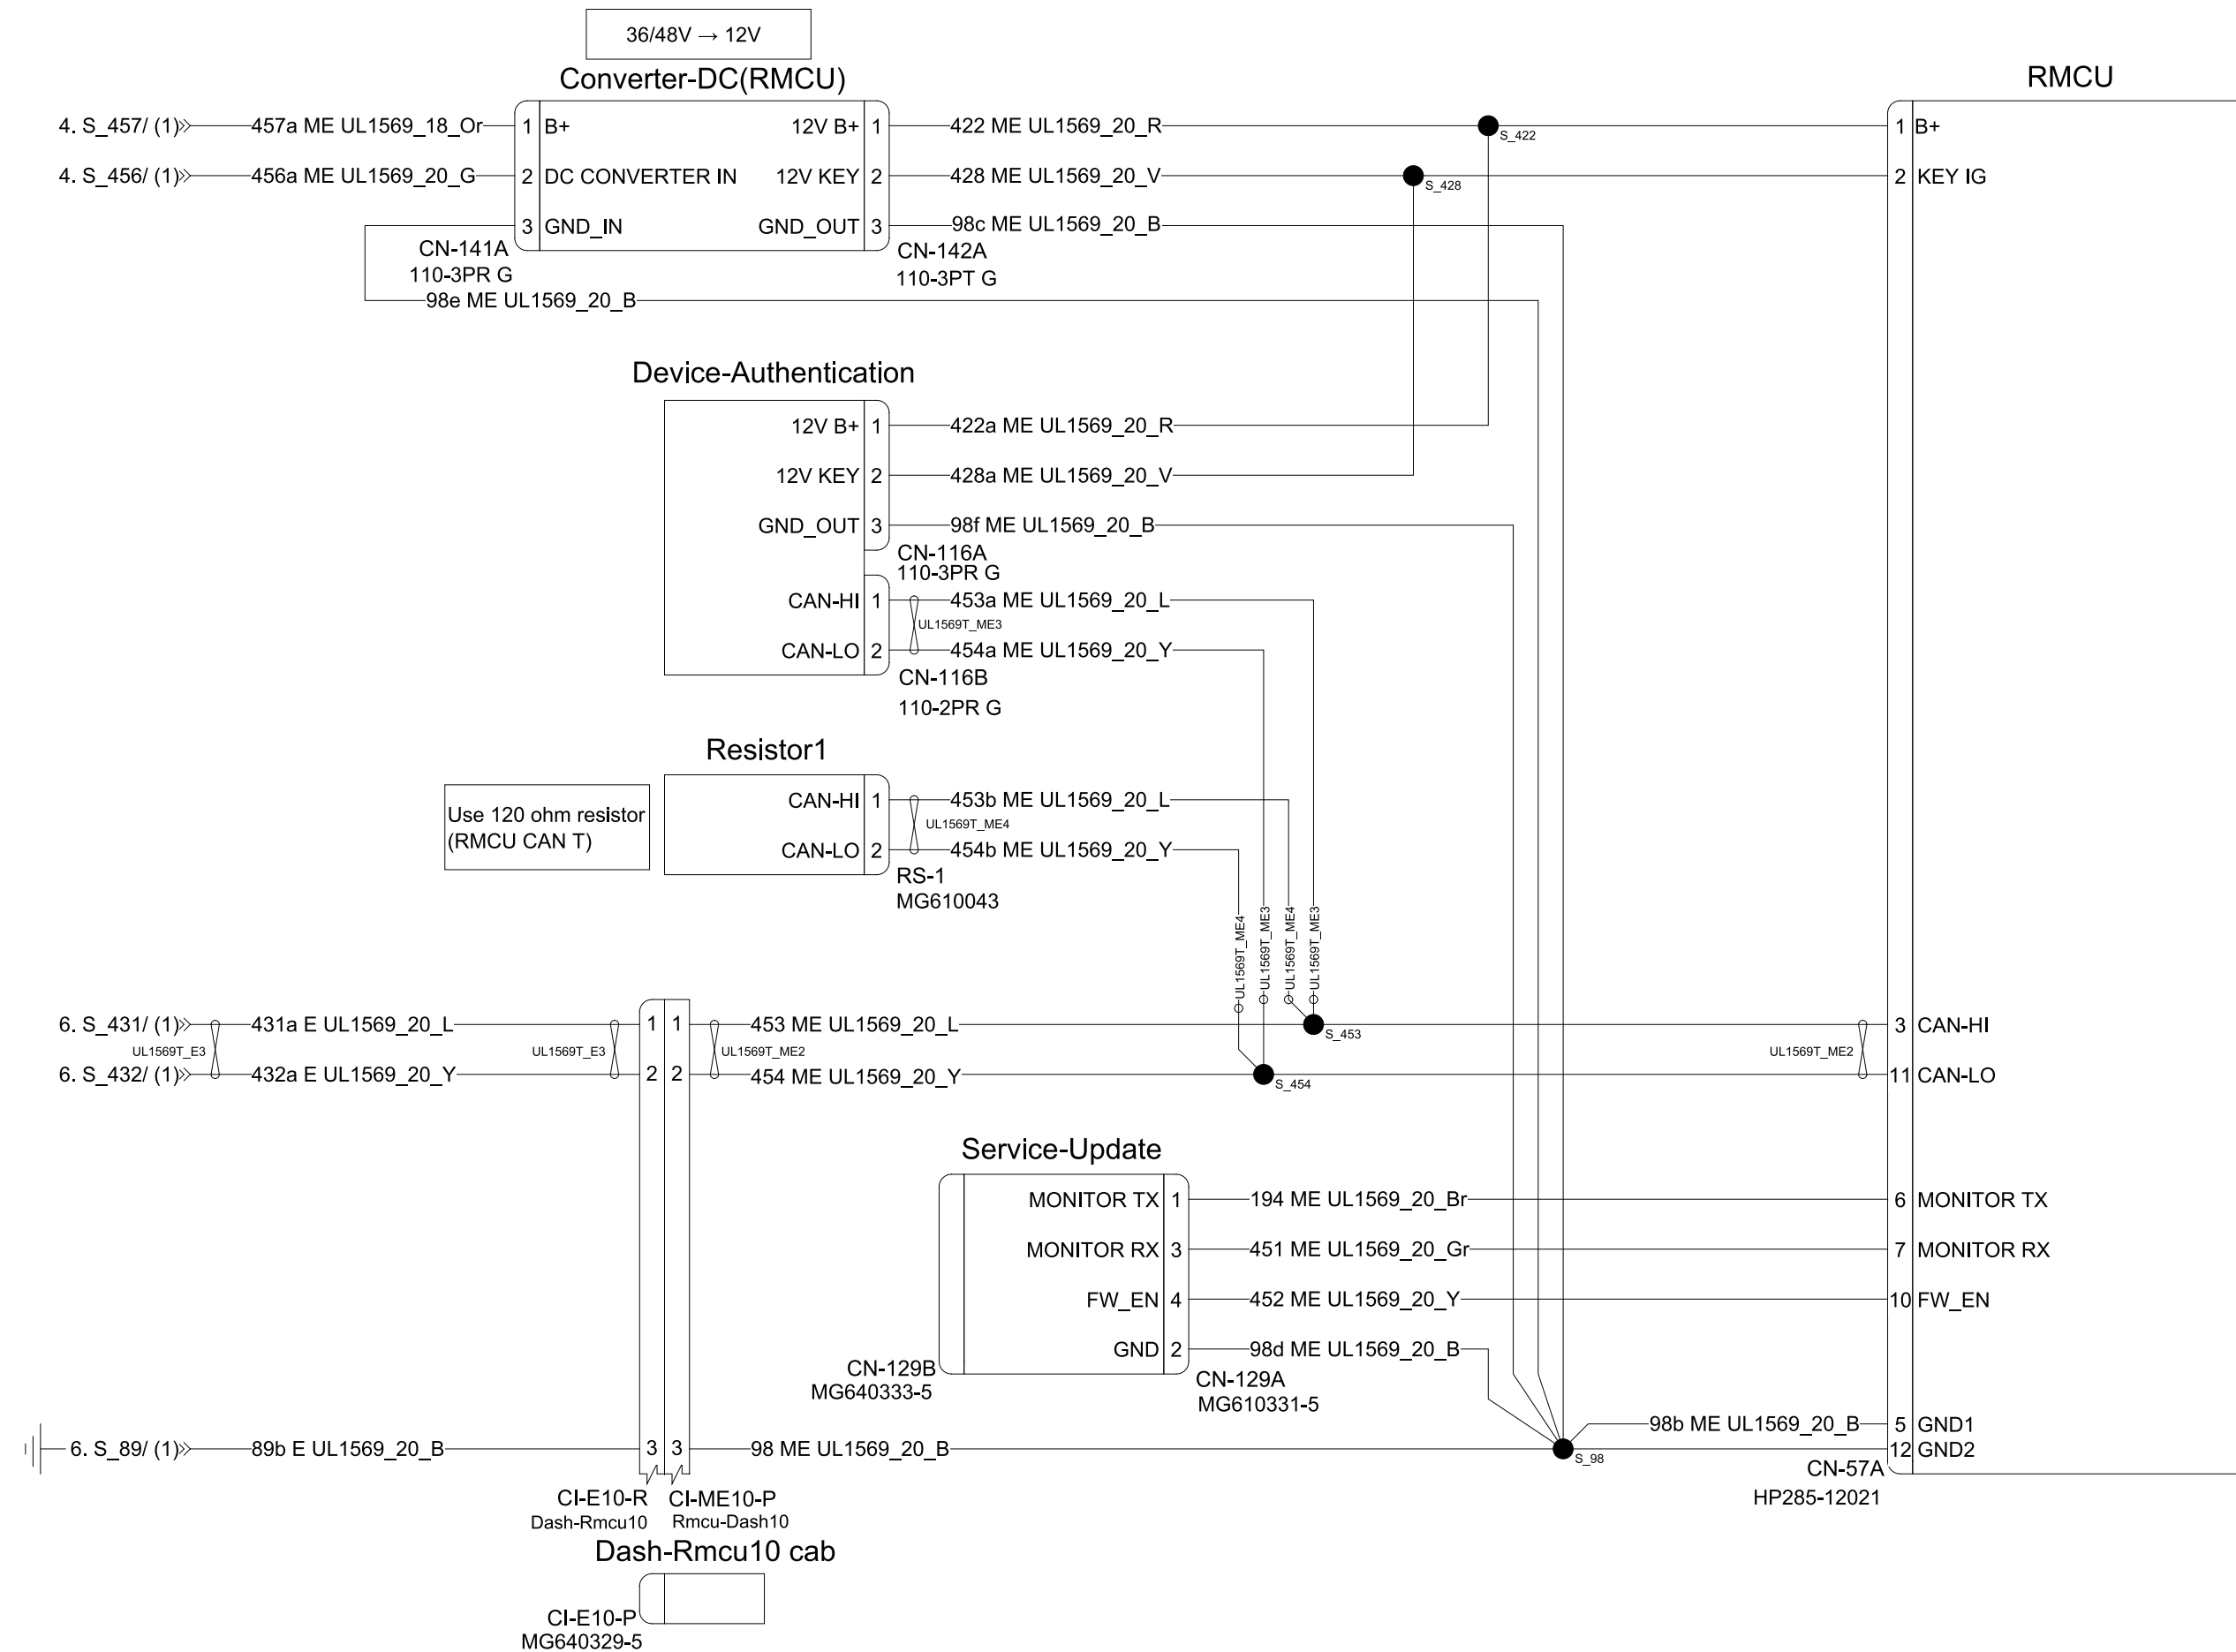 36/48V → 12V
Converter-DC(RMCU)
RMCU
4. S_457/ (1)
457a ME UL1569_18_Or
1 B+
12V B+ 1
422 ME UL1569_20_R
S_422
1 B+
4. S_456/ (1)
456a ME UL1569_20_G
2 DC CONVERTER IN
12V KEY 2
428 ME UL1569_20_V
S_428
2 KEY IG
3 GND_IN
GND_OUT 3
98c ME UL1569_20_B
CN-141A
110-3PR G
CN-142A
110-3PT G
98e ME UL1569_20_B
Device-Authentication
12V B+ 1
422a ME UL1569_20_R
12V KEY 2
428a ME UL1569_20_V
GND_OUT 3
98f ME UL1569_20_B
CN-116A
110-3PR G
CAN-HI 1
453a ME UL1569_20_L
UL1569T_ME3
CAN-LO 2
454a ME UL1569_20_Y
CN-116B
110-2PR G
Resistor1
Use 120 ohm resistor
(RMCU CAN T)
CAN-HI 1
453b ME UL1569_20_L
UL1569T_ME4
CAN-LO 2
454b ME UL1569_20_Y
RS-1
MG610043
UL1569T_ME4
UL1569T_ME3
UL1569T_ME4
UL1569T_ME3
6. S_431/ (1)
431a E UL1569_20_L
1 1
453 ME UL1569_20_L
S_453
3 CAN-HI
UL1569T_E3
UL1569T_E3
UL1569T_ME2
UL1569T_ME2
6. S_432/ (1)
432a E UL1569_20_Y
2 2
454 ME UL1569_20_Y
S_454
11 CAN-LO
Service-Update
MONITOR TX 1
194 ME UL1569_20_Br
6 MONITOR TX
MONITOR RX 3
451 ME UL1569_20_Gr
7 MONITOR RX
FW_EN 4
452 ME UL1569_20_Y
10 FW_EN
GND 2
98d ME UL1569_20_B
CN-129B
MG640333-5
CN-129A
MG610331-5
98b ME UL1569_20_B
5 GND1
6. S_89/ (1)
89b E UL1569_20_B
3 3
98 ME UL1569_20_B
S_98
12 GND2
CN-57A
HP285-12021
CI-E10-R
Dash-Rmcu10
CI-ME10-P
Rmcu-Dash10
Dash-Rmcu10 cab
CI-E10-P
MG640329-5